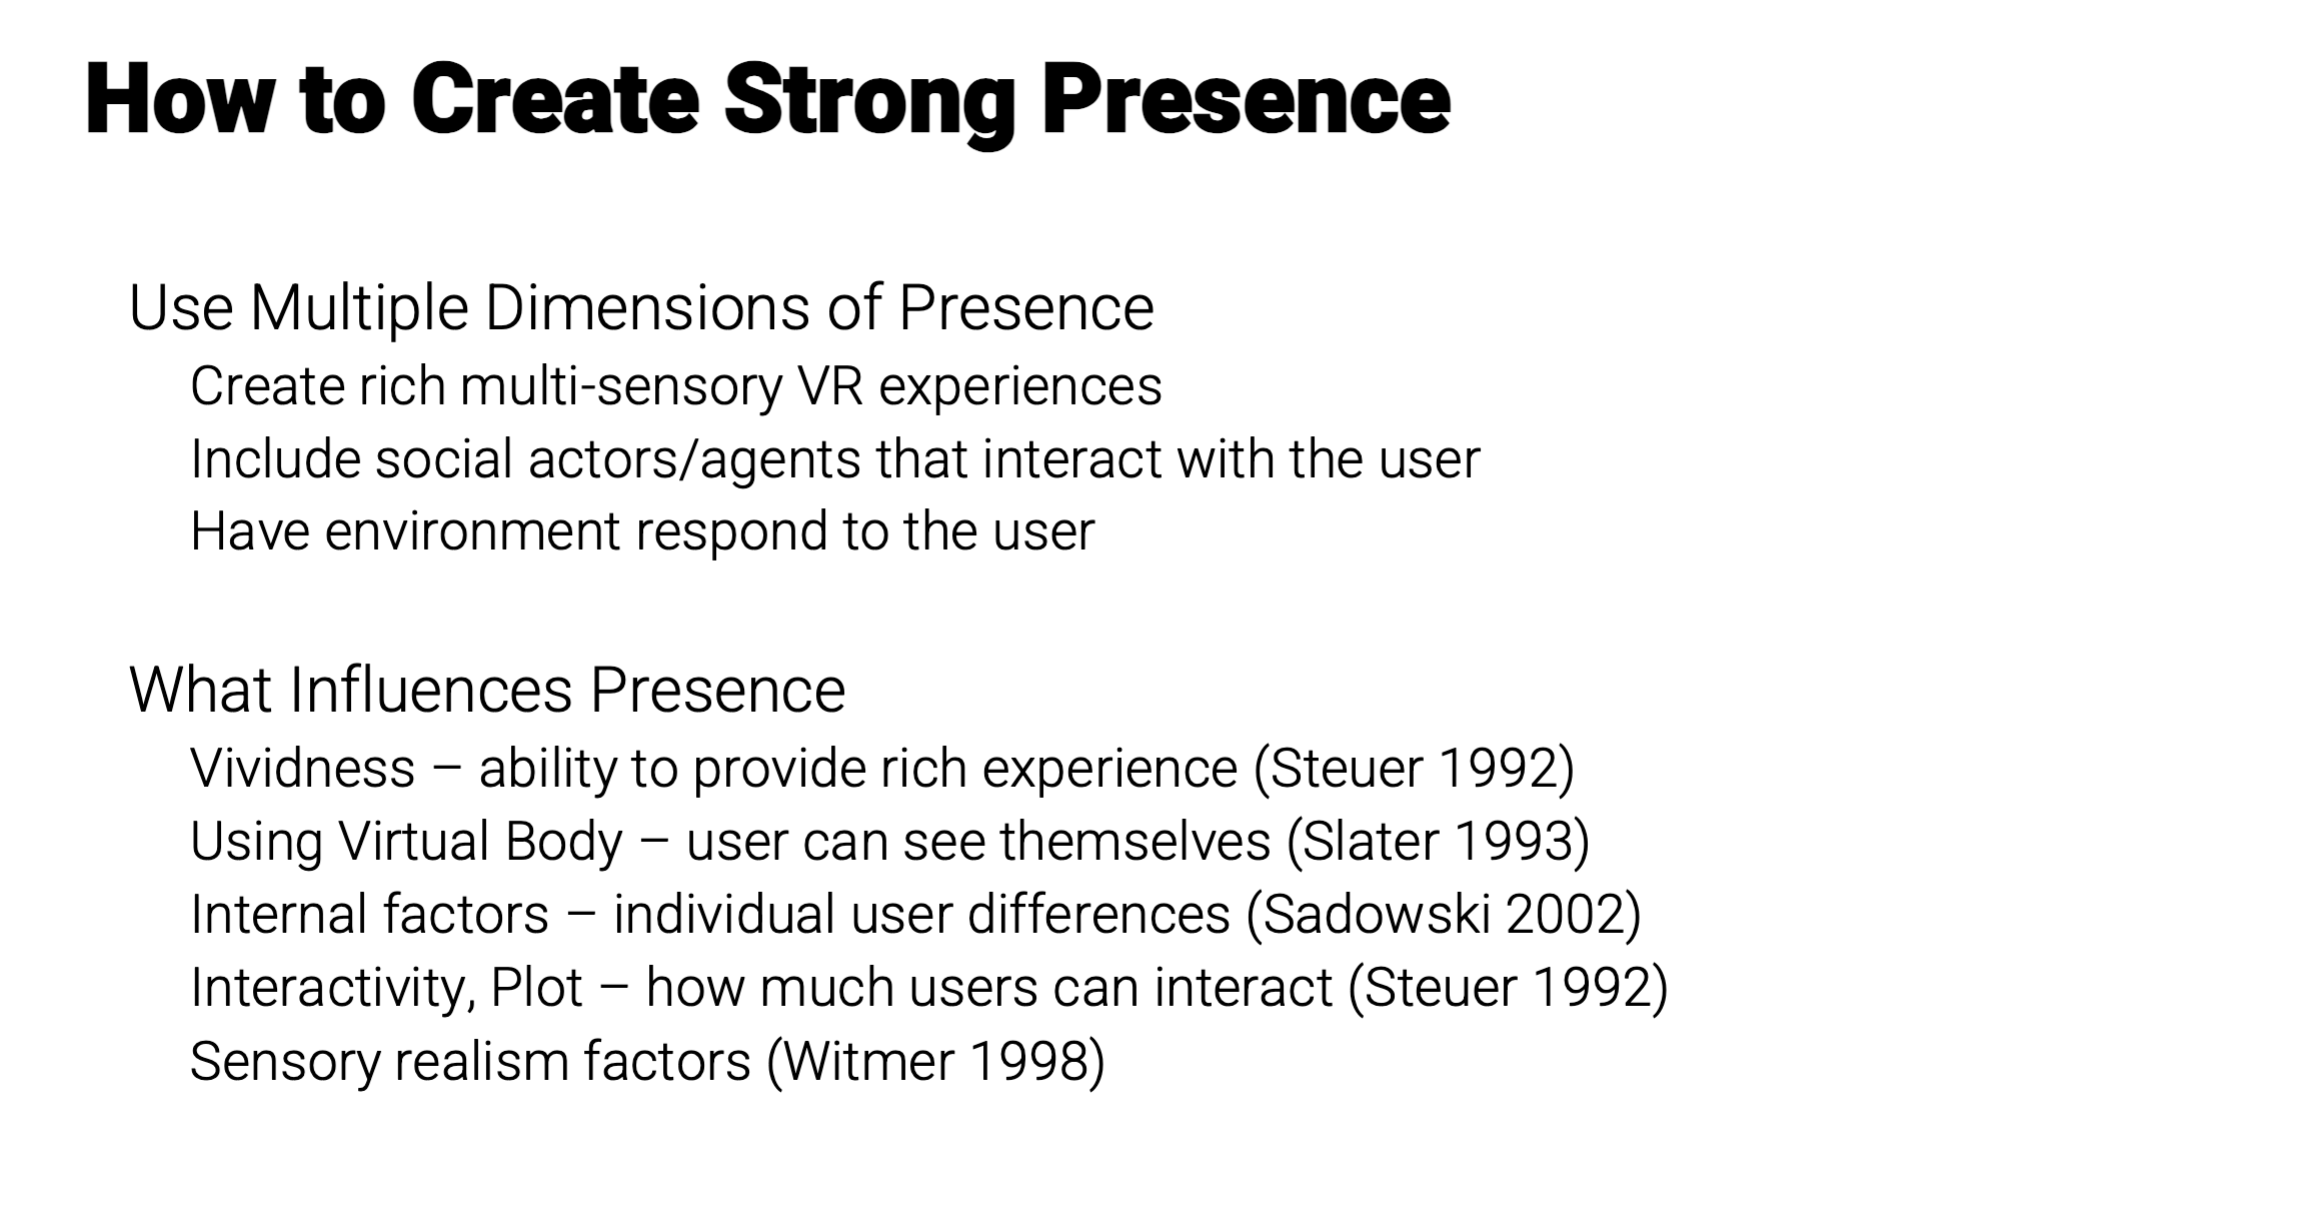 How to Create Strong Presence
Use Multiple Dimensions of Presence
Create rich multi-sensory VR experiences
Include social actors/agents that interact with the user
Have environment respond to the user
What Influences Presence
Vividness – ability to provide rich experience (Steuer 1992)
Using Virtual Body – user can see themselves (Slater 1993)
Internal factors – individual user differences (Sadowski 2002)
Interactivity, Plot – how much users can interact (Steuer 1992)
Sensory realism factors (Witmer 1998)